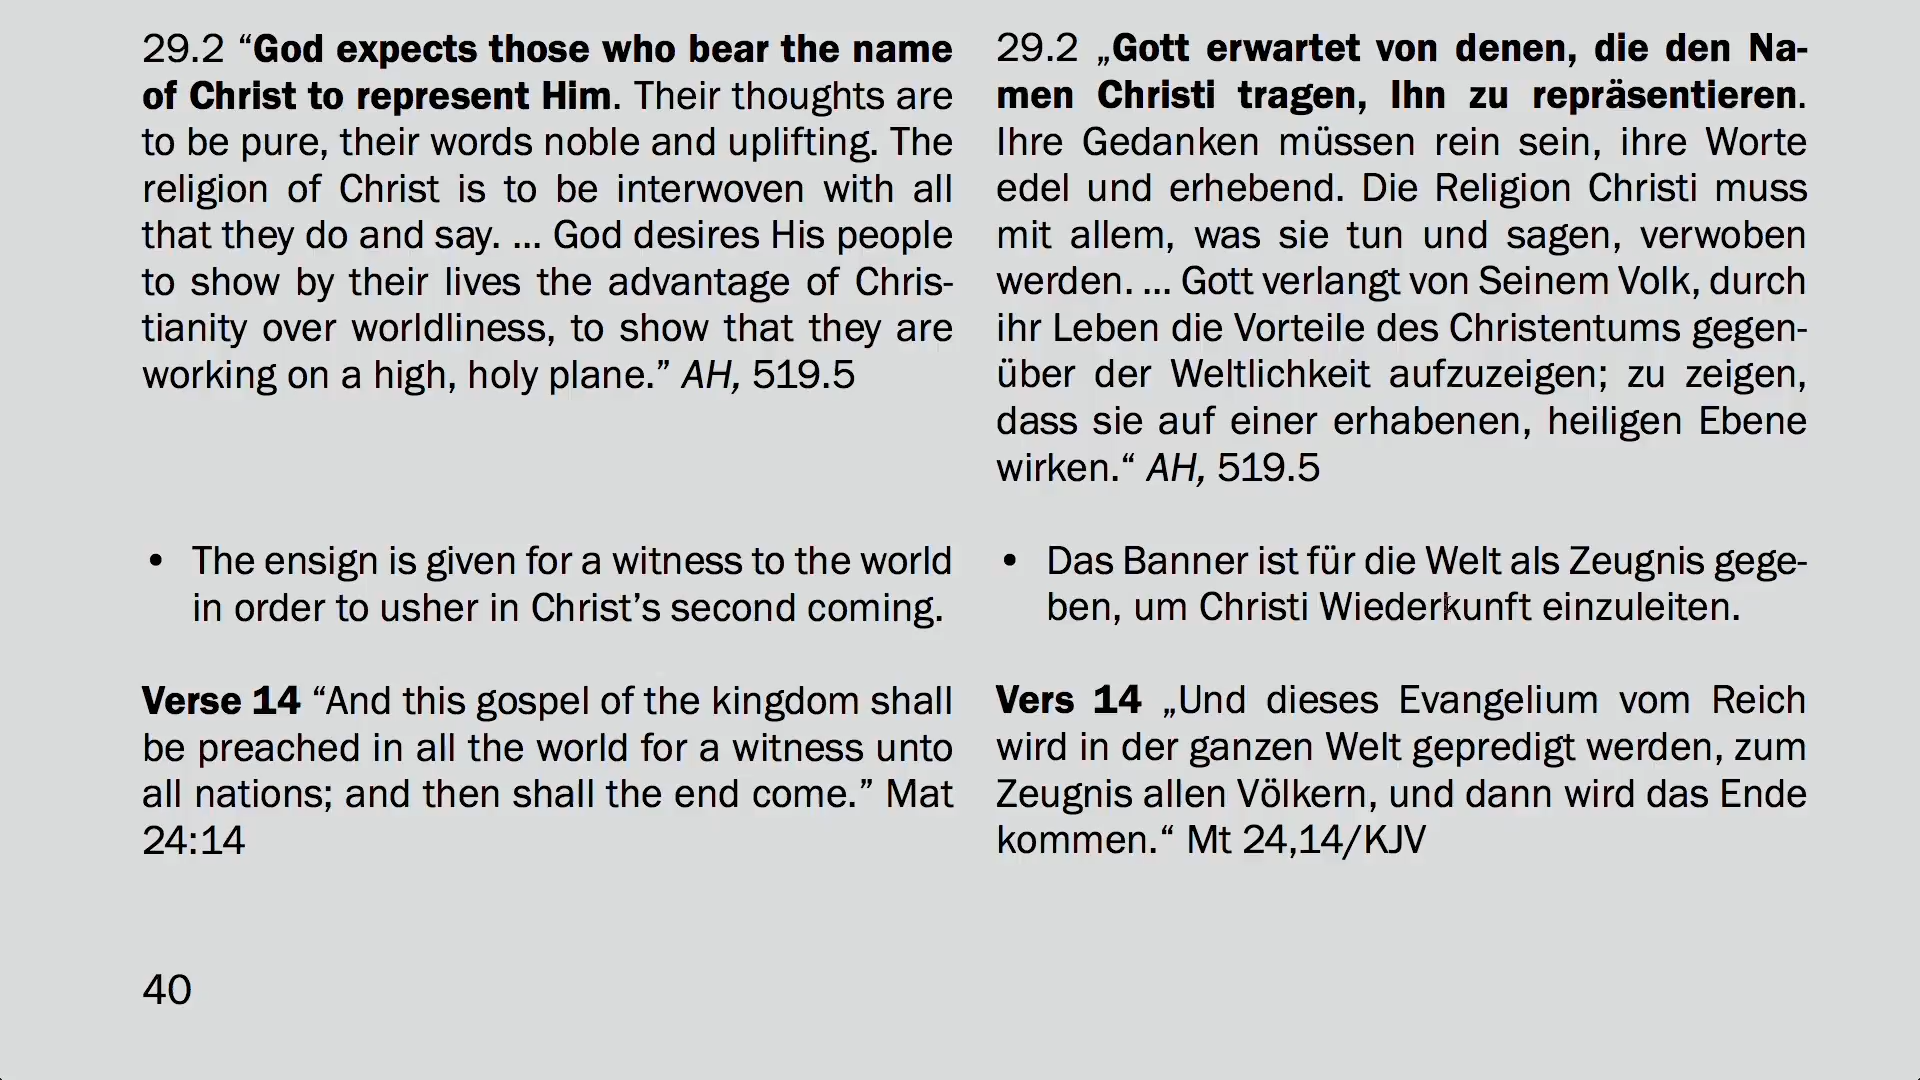 29.2 “God expects those who bear the name
of Christ to represent Him. Their thoughts are
to be pure, their words noble and uplifting. The
religion of Christ is to be interwoven with all
that they do and say. ... God desires His people
to show by their lives the advantage of Chris-
tianity over worldliness, to show that they are
working on a high, holy plane.” AH, 519.5
• The ensign is given for a witness to the world
in order to usher in Christ’s second coming.
Verse 14 “And this gospel of the kingdom shall
be preached in all the world for a witness unto
all nations; and then shall the end come.” Mat
24:14
40
29.2 „Gott erwartet von denen, die den Na-
men Christi tragen, Ihn zu repräsentieren.
Ihre Gedanken müssen rein sein, ihre Worte
edel und erhebend. Die Religion Christi muss
mit allem, was sie tun und sagen, verwoben
werden. ... Gott verlangt von Seinem Volk, durch
ihr Leben die Vorteile des Christentums gegen-
über der Weltlichkeit aufzuzeigen; zu zeigen,
dass sie auf einer erhabenen, heiligen Ebene
wirken.“ AH, 519.5
• Das Banner ist für die Welt als Zeugnis gege-
ben, um Christi Wiederkunft einzuleiten.
Vers 14 „Und dieses Evangelium vom Reich
wird in der ganzen Welt gepredigt werden, zum
Zeugnis allen Völkern, und dann wird das Ende
kommen.“ Mt 24,14/KJV